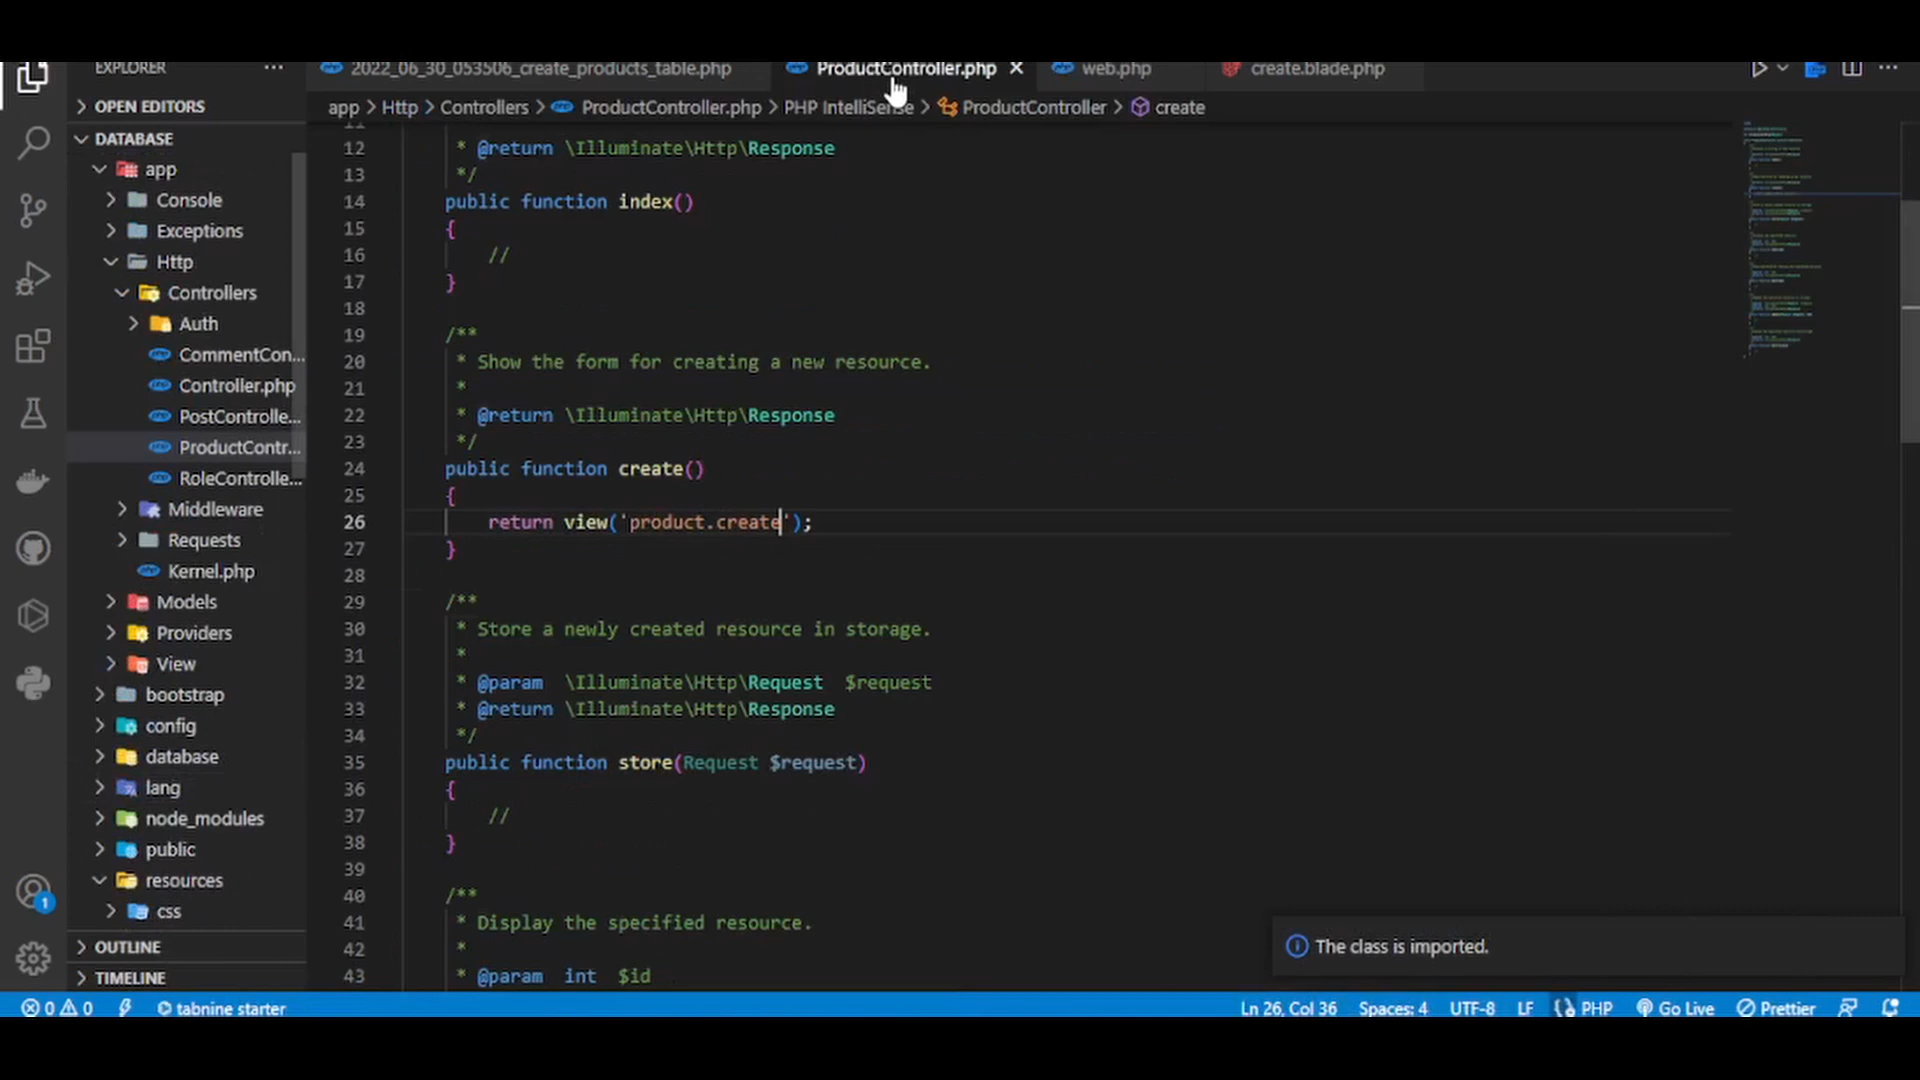 EXPLORER
2022_06_30_053506_create_products_table.php
ProductController.php
web.php
create.blade.php
OPEN EDITORS
app > Http > Controllers > ProductController.php > PHP IntelliSense > ProductController > create
DATABASE
app
Console
Exceptions
Http
Controllers
Auth
CommentCon...
Controller.php
PostControlle...
ProductContr...
RoleControlle...
Middleware
Requests
Kernel.php
Models
Providers
View
bootstrap
config
database
lang
node_modules
public
resources
css
OUTLINE
TIMELINE
12 * @return \Illuminate\Http\Response
13 */
14 public function index()
15 {
16 //
17 }
18
19 /**
20 * Show the form for creating a new resource.
21 *
22 * @return \Illuminate\Http\Response
23 */
24 public function create()
25 {
26 return view('product.create');
27 }
28
29 /**
30 * Store a newly created resource in storage.
31 *
32 * @param  \Illuminate\Http\Request  $request
33 * @return \Illuminate\Http\Response
34 */
35 public function store(Request $request)
36 {
37 //
38 }
39
40 /**
41 * Display the specified resource.
42 *
43 * @param  int  $id
The class is imported.
1
0 0 tabnine starter
Ln 26, Col 36 Spaces: 4 UTF-8 LF PHP Go Live Prettier